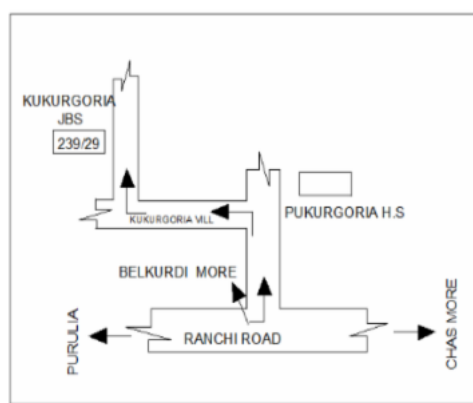 KUKURGORIA
JBS
239/29
KUKURGORIA VILL
PUKURGORIA H.S
BELKURDI MORE
RANCHI ROAD
PURULIA
CHAS MORE